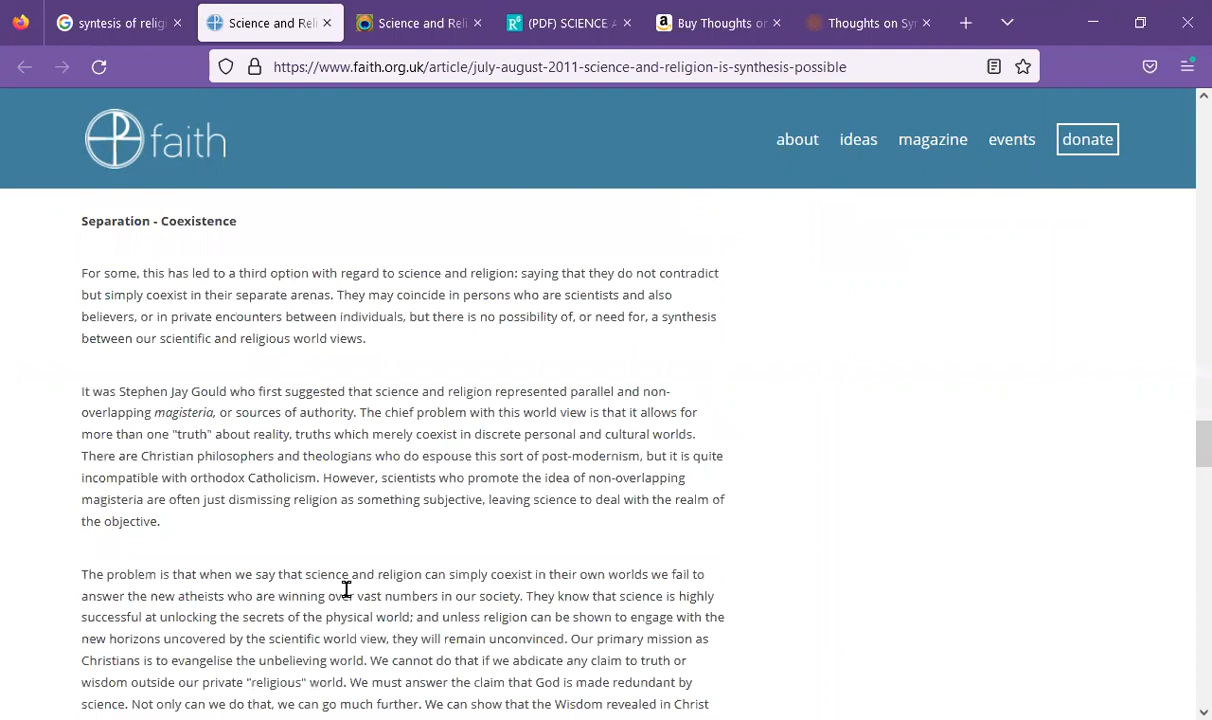 syntesis of relig
Science and Reli
Science and Reli
(PDF) SCIENCE A
Buy Thoughts or
Thoughts on Syn
https://www.faith.org.uk/article/july-august-2011-science-and-religion-is-synthesis-possible
faith
about ideas magazine events donate
Separation - Coexistence
For some, this has led to a third option with regard to science and religion: saying that they do not contradict
but simply coexist in their separate arenas. They may coincide in persons who are scientists and also
believers, or in private encounters between individuals, but there is no possibility of, or need for, a synthesis
between our scientific and religious world views.
It was Stephen Jay Gould who first suggested that science and religion represented parallel and non-
overlapping magisteria, or sources of authority. The chief problem with this world view is that it allows for
more than one "truth" about reality, truths which merely coexist in discrete personal and cultural worlds.
There are Christian philosophers and theologians who do espouse this sort of post-modernism, but it is quite
incompatible with orthodox Catholicism. However, scientists who promote the idea of non-overlapping
magisteria are often just dismissing religion as something subjective, leaving science to deal with the realm of
the objective.
The problem is that when we say that science and religion can simply coexist in their own worlds we fail to
answer the new atheists who are winning over vast numbers in our society. They know that science is highly
successful at unlocking the secrets of the physical world; and unless religion can be shown to engage with the
new horizons uncovered by the scientific world view, they will remain unconvinced. Our primary mission as
Christians is to evangelise the unbelieving world. We cannot do that if we abdicate any claim to truth or
wisdom outside our private "religious" world. We must answer the claim that God is made redundant by
science. Not only can we do that, we can go much further. We can show that the Wisdom revealed in Christ